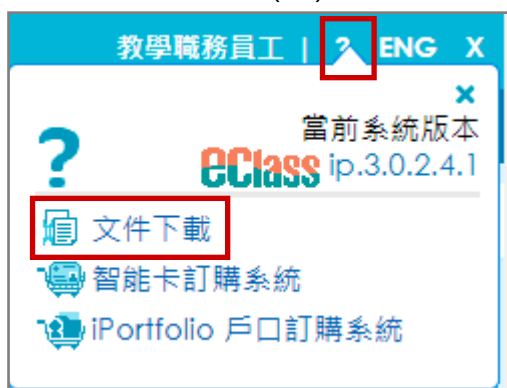 教學職務員工 | ? ENG X
×
當前系統版本
? eClass ip.3.0.2.4.1
文件下載
智能卡訂購系統
iPortfolio 戶口訂購系統